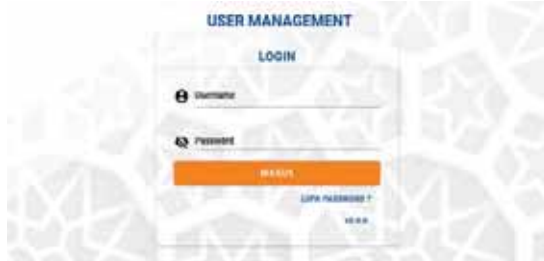 USER MANAGEMENT
LOGIN
Username
Password
MASUK
LUPA PASSWORD ?